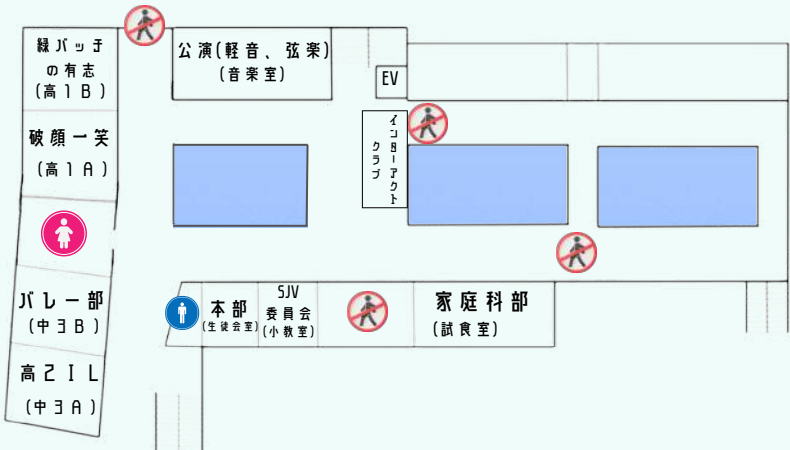 緑バッチ
の有志
(高1B)
公演(軽音、弦楽)
(音楽室)
EV
破顔一笑
(高1A)
インターアクト
クラブ
バレー部
(中3B)
本部
(生徒会室)
SJV
委員会
(小教室)
家庭科部
(試食室)
高2IL
(中3A)